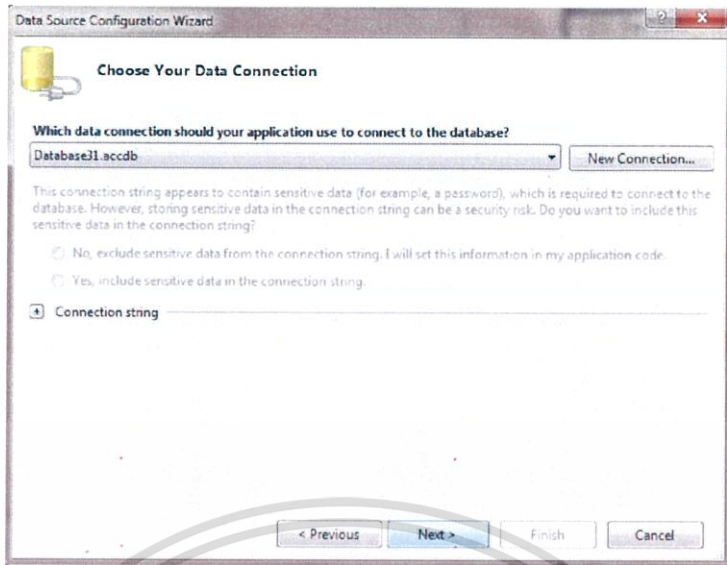 Data Source Configuration Wizard
Choose Your Data Connection
Which data connection should your application use to connect to the database?
Database31.accdb
New Connection...
This connection string appears to contain sensitive data (for example, a password), which is required to connect to the
database. However, storing sensitive data in the connection string can be a security risk. Do you want to include this
sensitive data in the connection string?
No, exclude sensitive data from the connection string. I will set this information in my application code.
Yes, include sensitive data in the connection string.
Connection string
< Previous
Next >
Finish
Cancel